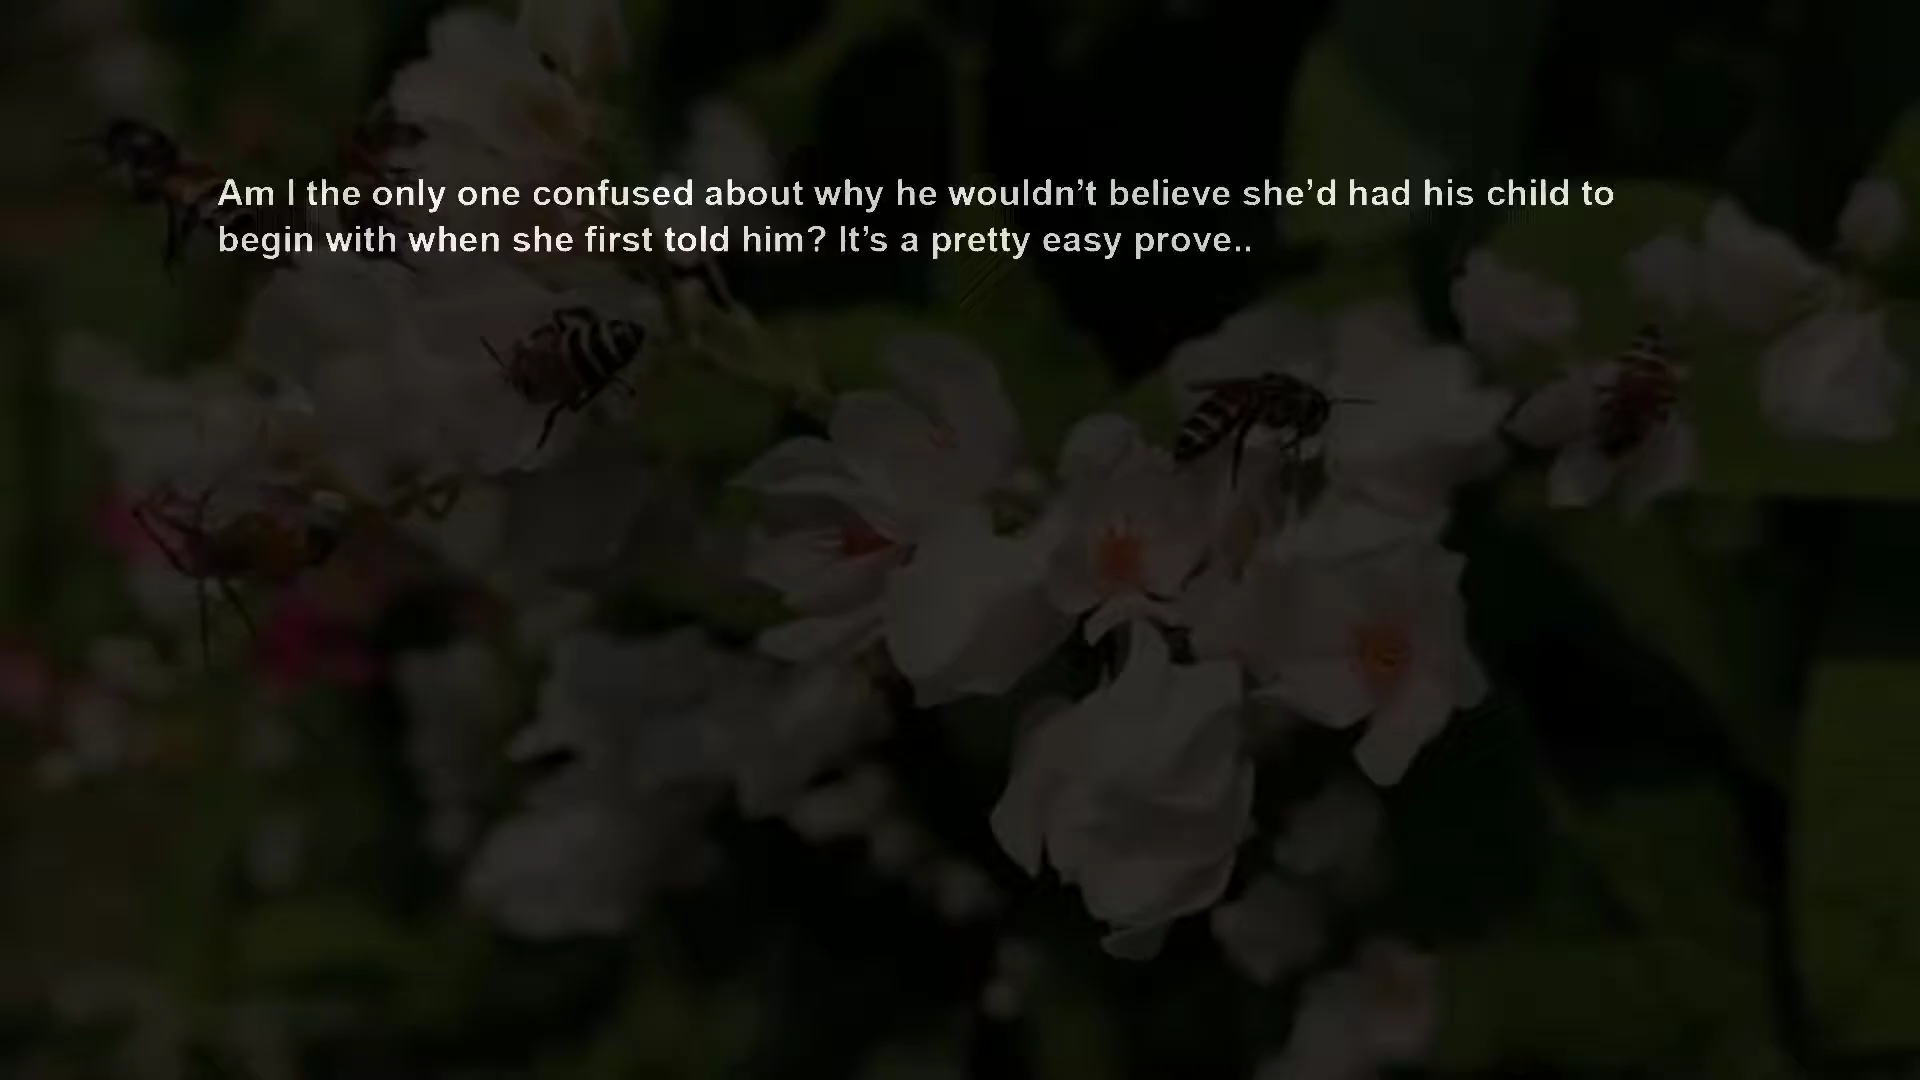 Am I the only one confused about why he wouldn’t believe she’d had his child to
begin with when she first told him? It’s a pretty easy prove..